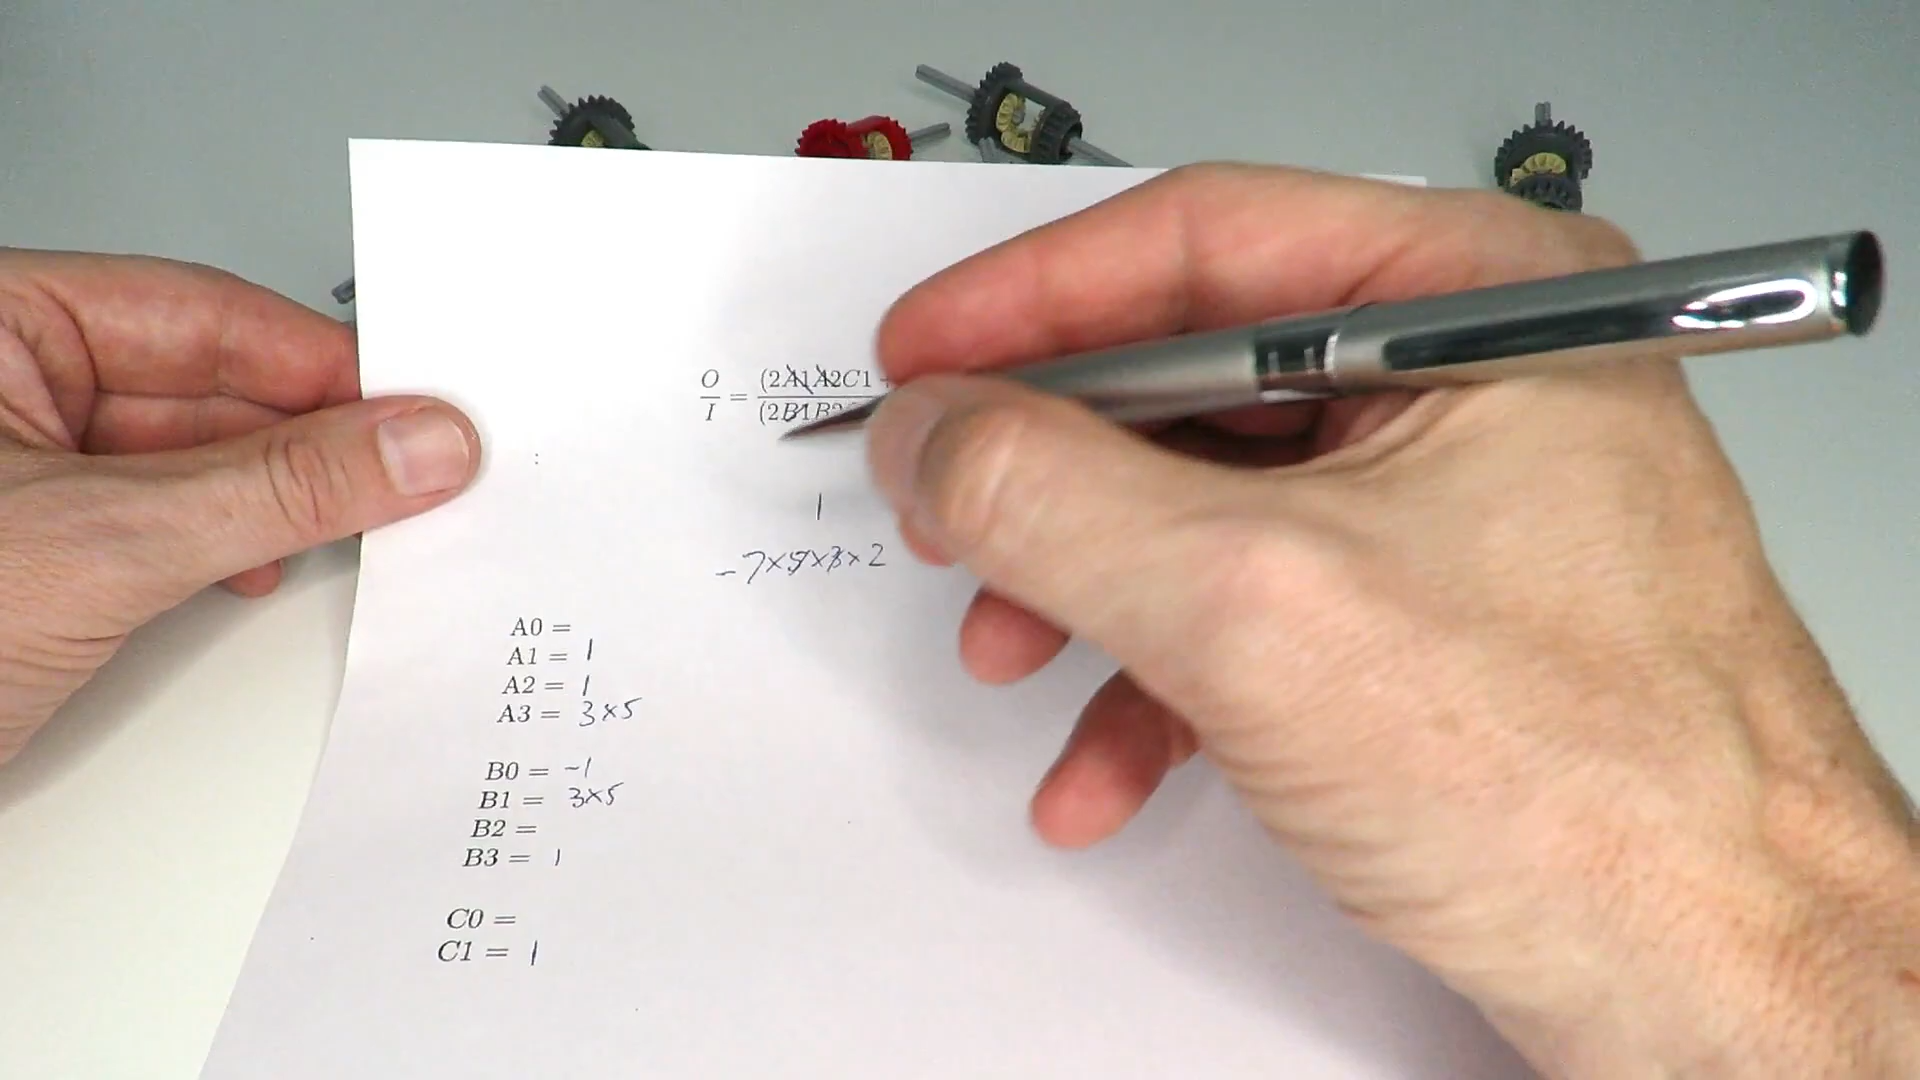 O/I = (2A1A2C1 +
(2B1B2
:
1
-7×5×3×2
A0 =
A1 = 1
A2 = 1
A3 = 3×5
B0 = -1
B1 = 3×5
B2 =
B3 = 1
C0 =
C1 = 1